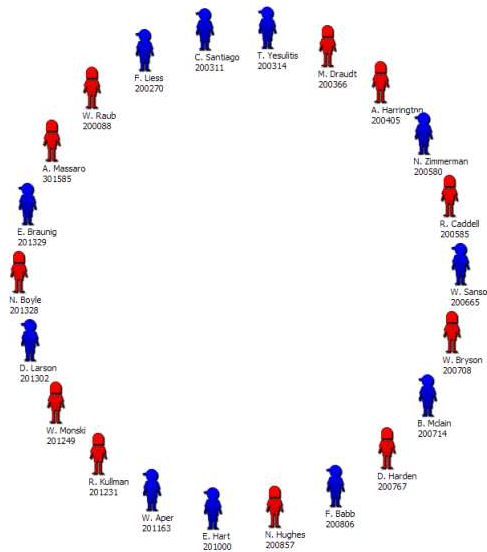 C. Santiago
200311
T. Yesulitis
200314
F. Liess
200270
M. Draudt
200366
W. Raub
200088
A. Harrington
200405
N. Zimmerman
200580
A. Massaro
301585
R. Caddell
200585
E. Braunig
201329
W. Sanso
200665
N. Boyle
201328
W. Bryson
200708
D. Larson
201302
B. Mclain
200714
W. Monski
201249
D. Harden
200767
R. Kullman
201231
F. Babb
200806
W. Aper
201163
E. Hart
201000
N. Hughes
200857